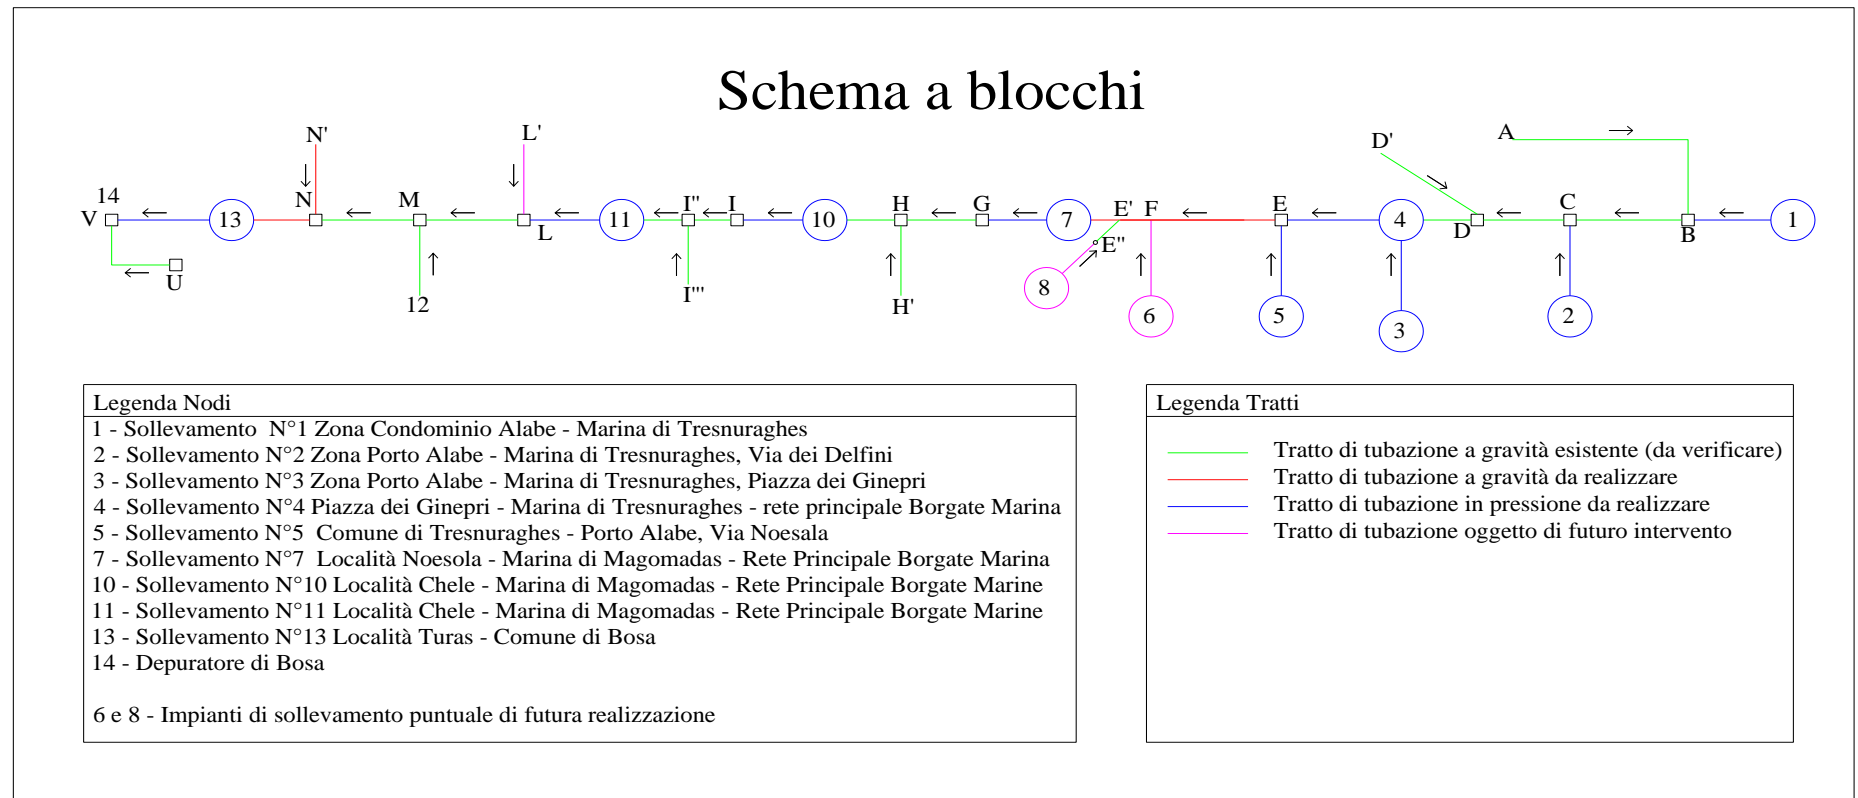 Schema a blocchi
N'
L'
D'
A
14
N
M
I"
I
H
G
E'
F
E
C
V
13
11
10
7
4
1
L
D
B
E"
U
12
I'''
H'
8
6
5
3
2
Legenda Nodi
1 - Sollevamento N°1 Zona Condominio Alabe - Marina di Tresnuraghes
2 - Sollevamento N°2 Zona Porto Alabe - Marina di Tresnuraghes, Via dei Delfini
3 - Sollevamento N°3 Zona Porto Alabe - Marina di Tresnuraghes, Piazza dei Ginepri
4 - Sollevamento N°4 Piazza dei Ginepri - Marina di Tresnuraghes - rete principale Borgate Marina
5 - Sollevamento N°5 Comune di Tresnuraghes - Porto Alabe, Via Noesala
7 - Sollevamento N°7 Località Noesola - Marina di Magomadas - Rete Principale Borgate Marina
10 - Sollevamento N°10 Località Chele - Marina di Magomadas - Rete Principale Borgate Marine
11 - Sollevamento N°11 Località Chele - Marina di Magomadas - Rete Principale Borgate Marine
13 - Sollevamento N°13 Località Turas - Comune di Bosa
14 - Depuratore di Bosa
6 e 8 - Impianti di sollevamento puntuale di futura realizzazione
Legenda Tratti
Tratto di tubazione a gravità esistente (da verificare)
Tratto di tubazione a gravità da realizzare
Tratto di tubazione in pressione da realizzare
Tratto di tubazione oggetto di futuro intervento